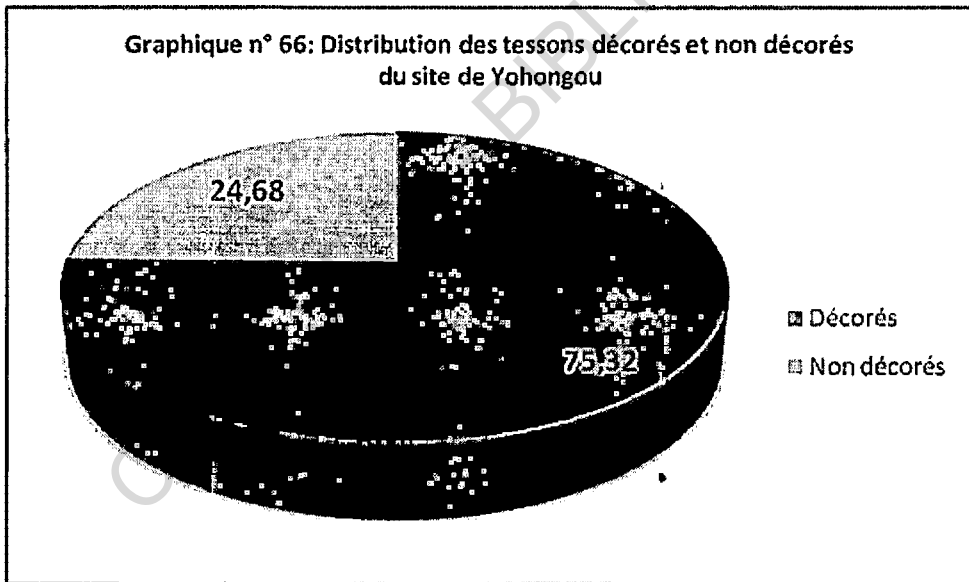 Graphique n° 66: Distribution des tessons décorés et non décorés
du site de Yohongou
24,68
75,32
Décorés
Non décorés